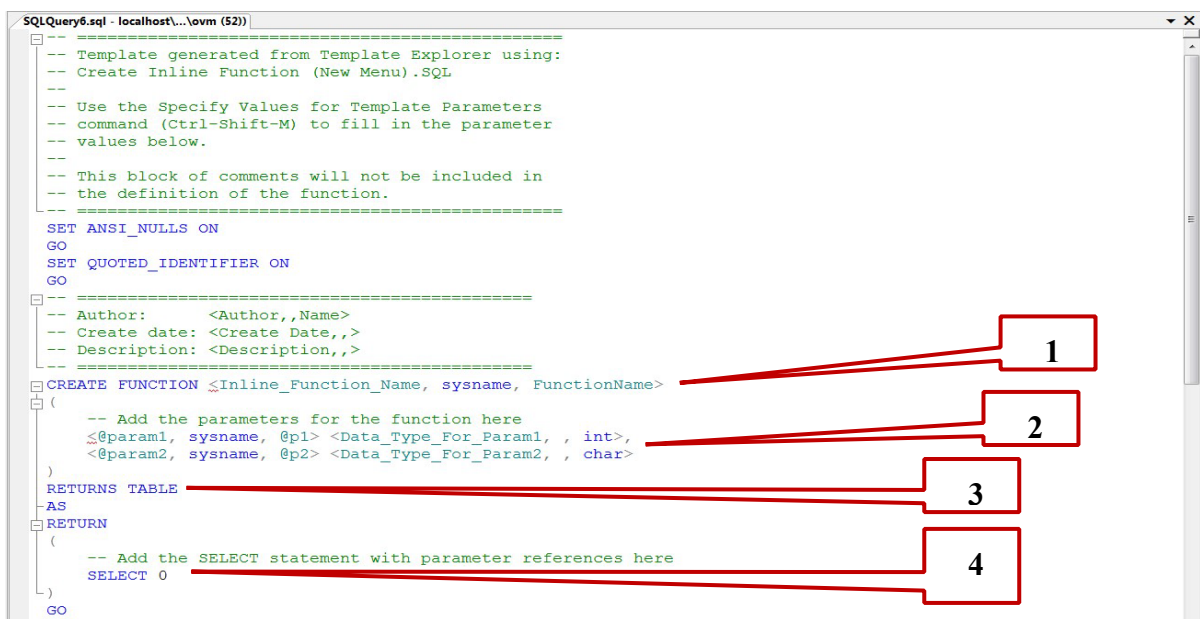 SQLQuery6.sql - localhost\...\ovm (52))
-- ================================================
-- Template generated from Template Explorer using:
-- Create Inline Function (New Menu).SQL
--
-- Use the Specify Values for Template Parameters
-- command (Ctrl-Shift-M) to fill in the parameter
-- values below.
--
-- This block of comments will not be included in
-- the definition of the function.
-- ================================================
SET ANSI_NULLS ON
GO
SET QUOTED_IDENTIFIER ON
GO
-- =============================================
-- Author:      <Author,,Name>
-- Create date: <Create Date,,>
-- Description: <Description,,>
-- =============================================
CREATE FUNCTION <Inline_Function_Name, sysname, FunctionName>
1
(
-- Add the parameters for the function here
<@param1, sysname, @p1> <Data_Type_For_Param1, , int>,
2
<@param2, sysname, @p2> <Data_Type_For_Param2, , char>
)
RETURNS TABLE
3
AS
RETURN
(
-- Add the SELECT statement with parameter references here
SELECT 0
4
)
GO